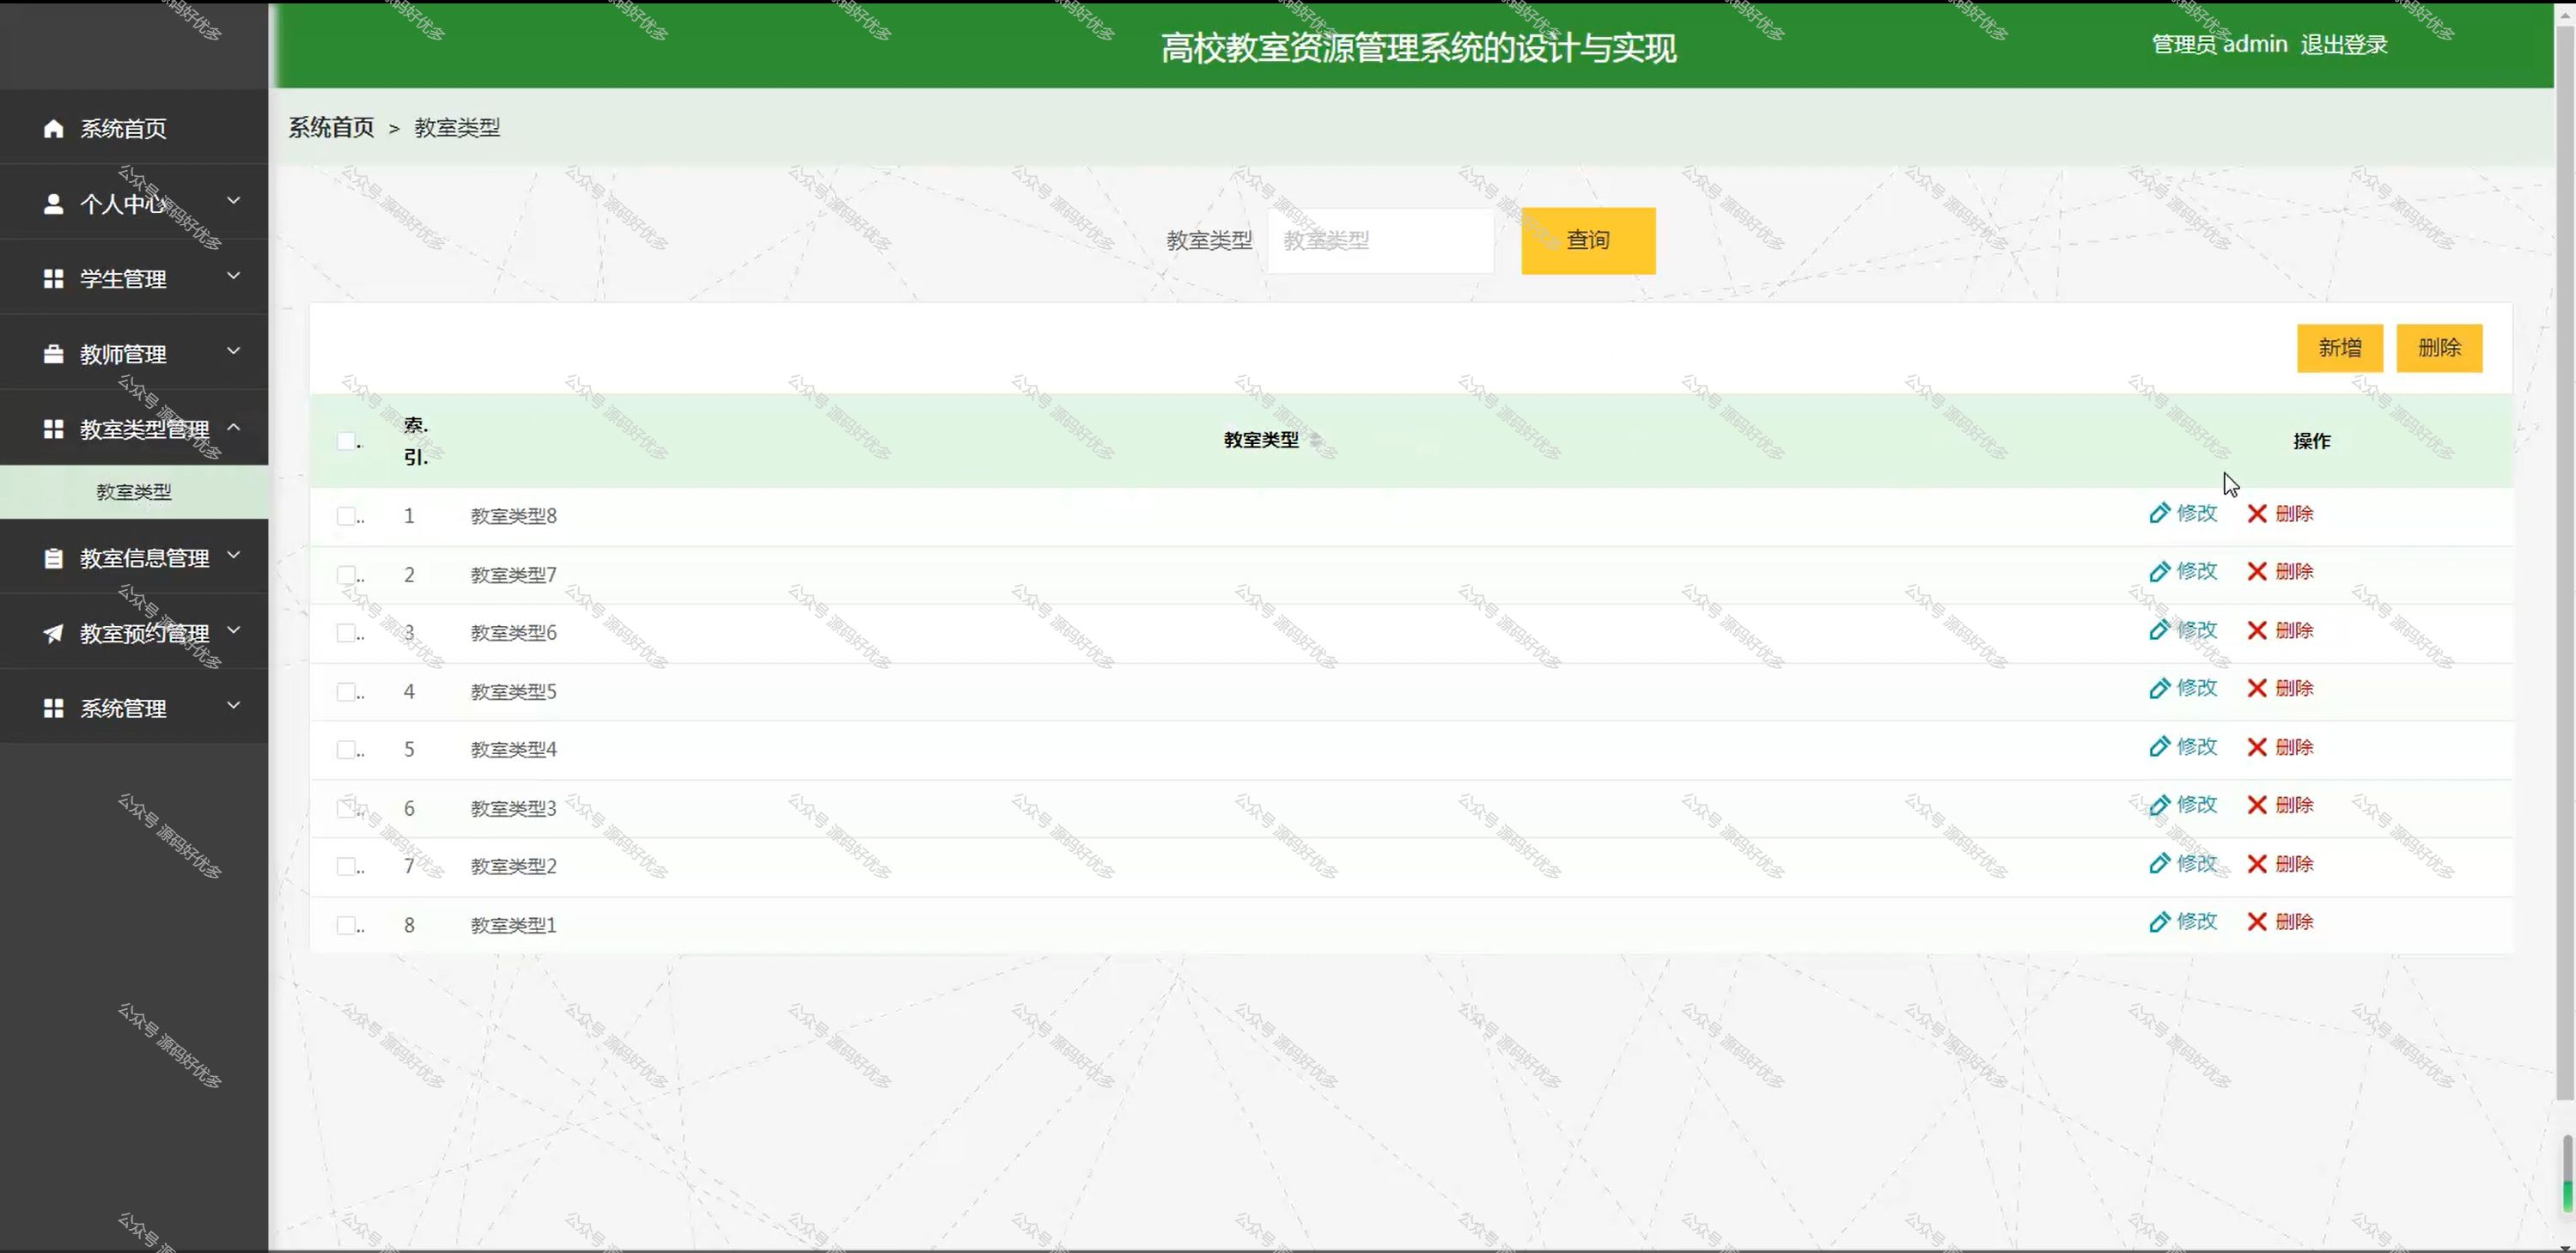 高校教室资源管理系统的设计与实现
管理员 admin 退出登录
系统首页
个人中心
学生管理
教师管理
教室类型管理
教室类型
教室信息管理
教室预约管理
系统管理
系统首页 > 教室类型
教室类型 教室类型 查询
新增 删除
索.
引.
教室类型 操作
1 教室类型8 修改 删除
2 教室类型7 修改 删除
3 教室类型6 修改 删除
4 教室类型5 修改 删除
5 教室类型4 修改 删除
6 教室类型3 修改 删除
7 教室类型2 修改 删除
8 教室类型1 修改 删除
公众号 源码好优多